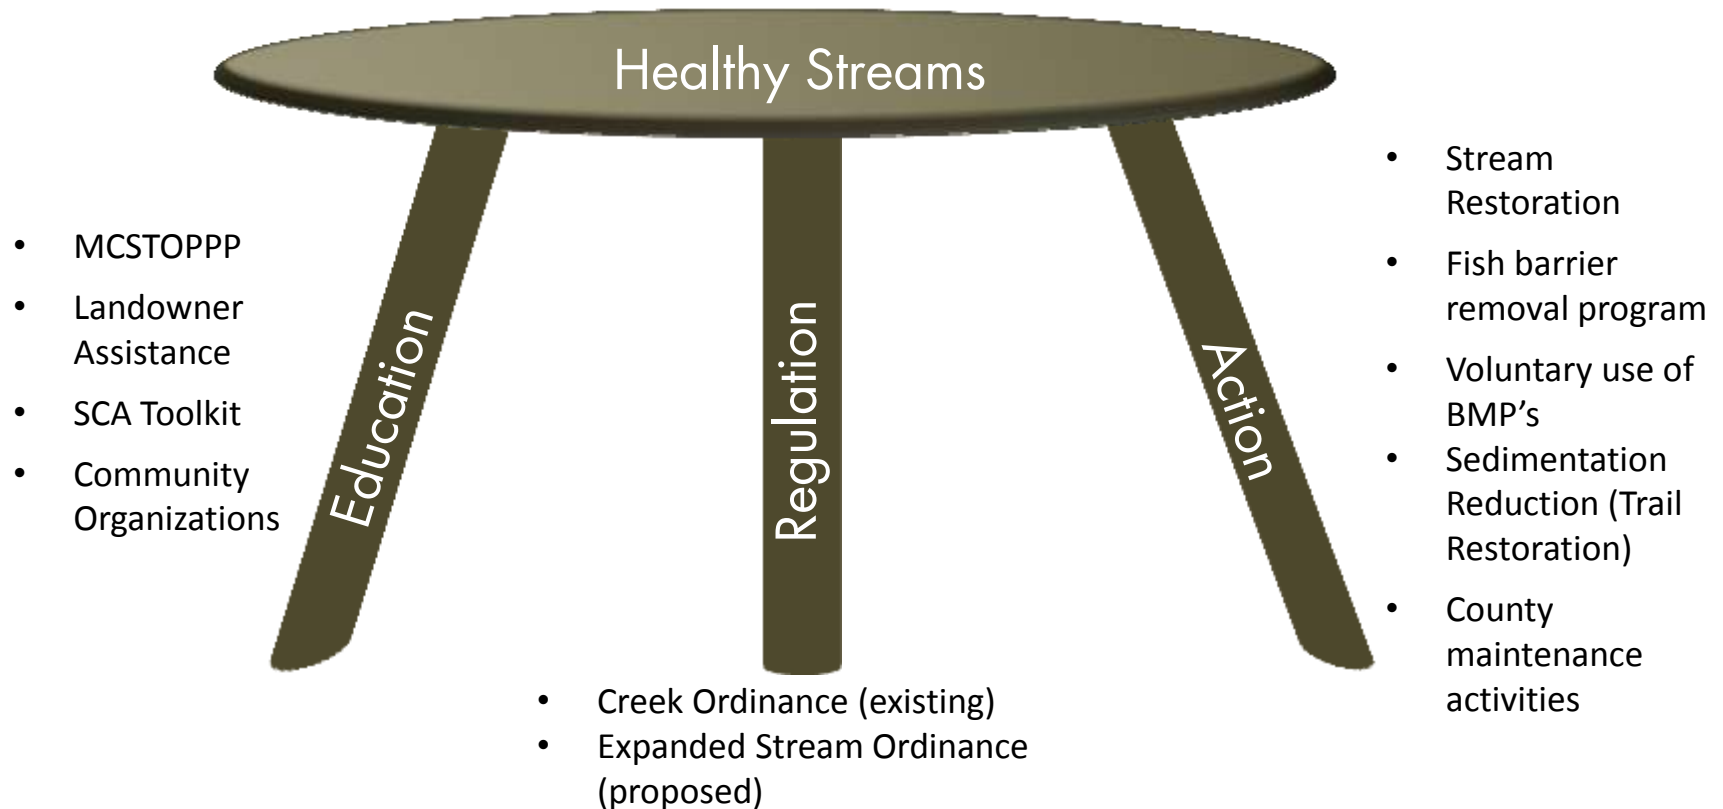 Healthy Streams
• MCSTOPPP
• Landowner
Assistance
• SCA Toolkit
• Community
Organizations
Education
Regulation
• Creek Ordinance (existing)
• Expanded Stream Ordinance
(proposed)
Action
• Stream
Restoration
• Fish barrier
removal program
• Voluntary use of
BMP’s
• Sedimentation
Reduction (Trail
Restoration)
• County
maintenance
activities